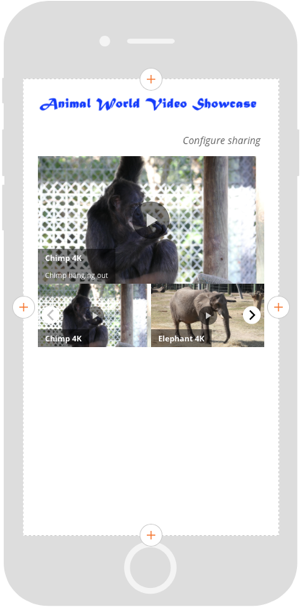 Animal World Video Showcase
Configure sharing
Chimp 4K
Chimp hanging out
Chimp 4K
Elephant 4K